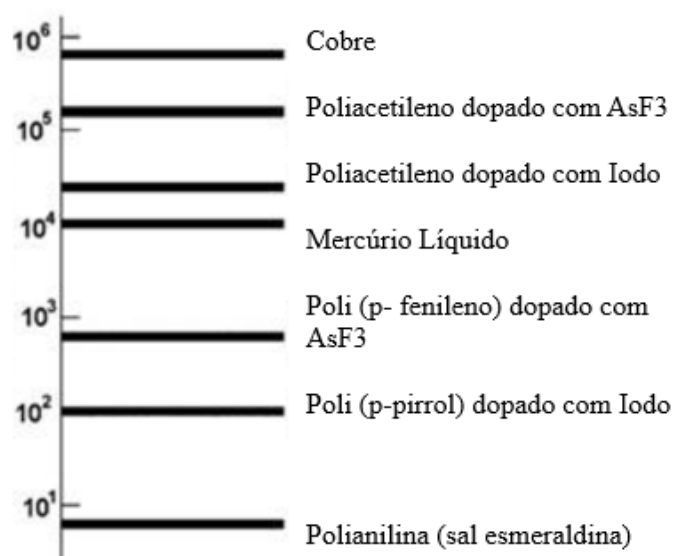 10⁶
Cobre
Poliacetileno dopado com AsF3
10⁵
Poliacetileno dopado com Iodo
10⁴
Mercúrio Líquido
10³
Poli (p- fenileno) dopado com
AsF3
10²
Poli (p-pirrol) dopado com Iodo
10¹
Polianilina (sal esmeraldina)